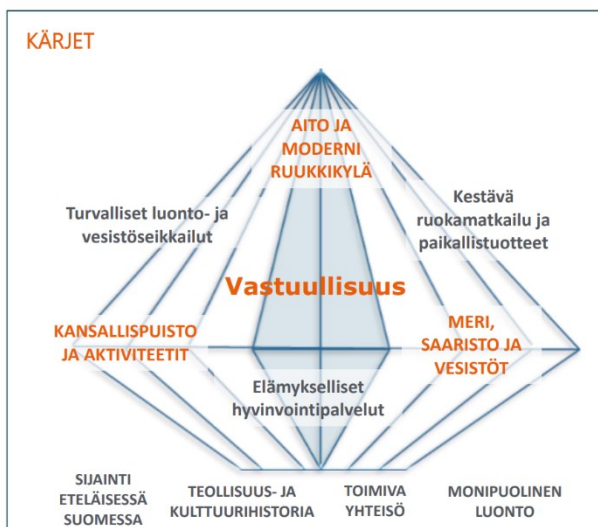 KÄRJET
AITO JA
MODERNI
RUUKKIKYLÄ
Turvalliset luonto- ja
vesistöseikkailut
Kestävä
ruokamatkailu ja
paikallistuotteet
Vastuullisuus
KANSALLISPUISTO
JA AKTIVITEETIT
MERI,
SAARISTO JA
VESISTÖT
Elämykselliset
hyvinvointipalvelut
SIJAINTI
ETELÄISESSÄ
SUOMESSA
TEOLLISUUS- JA
KULTTUURIHISTORIA
TOIMIVA
YHTEISÖ
MONIPUOLINEN
LUONTO